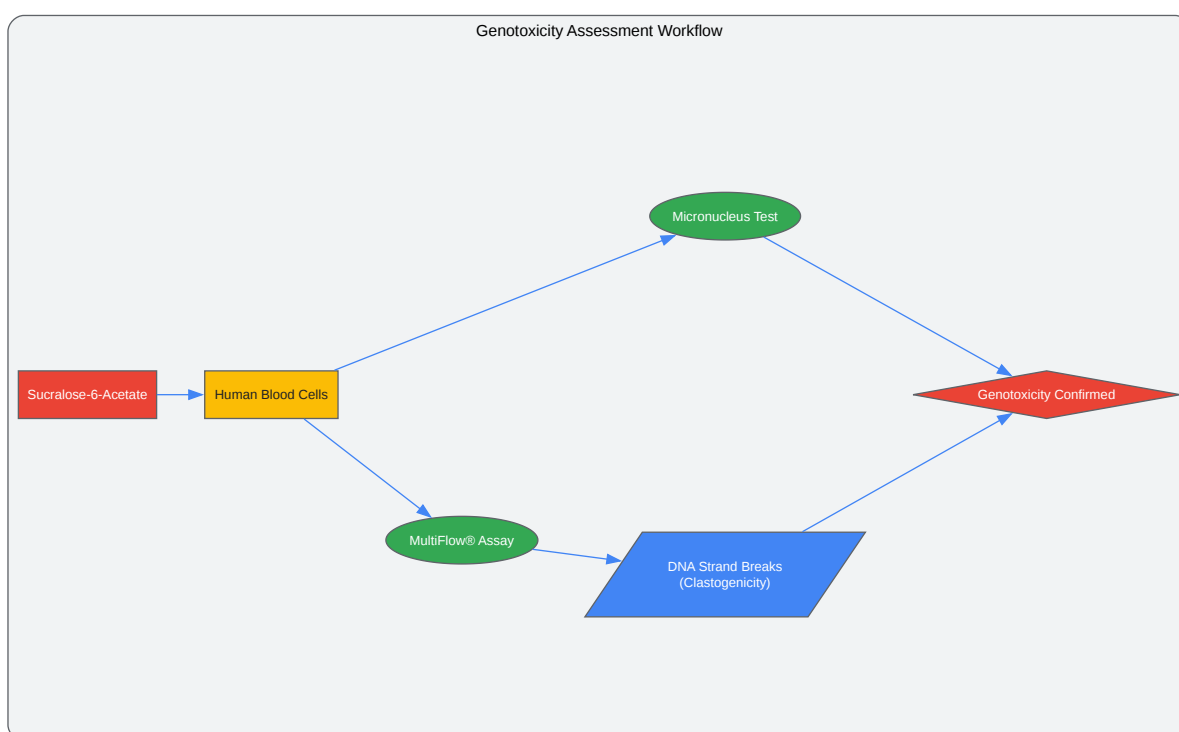 Genotoxicity Assessment Workflow
Micronucleus Test
Sucralose-6-Acetate
Human Blood Cells
Genotoxicity Confirmed
MultiFlow® Assay
DNA Strand Breaks
(Clastogenicity)